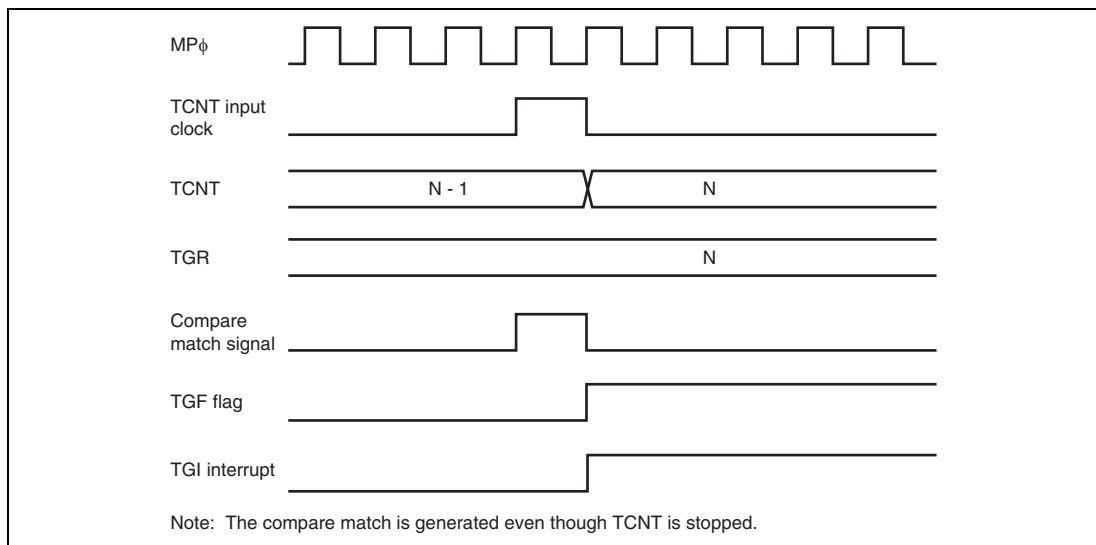 MPϕ
TCNT input
clock
TCNT
N - 1
N
TGR
N
Compare
match signal
TGF flag
TGI interrupt
Note: The compare match is generated even though TCNT is stopped.